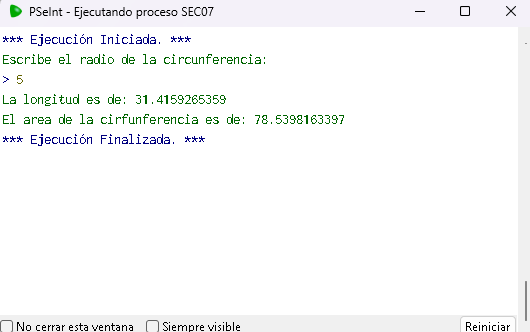 PSeInt - Ejecutando proceso SEC07
*** Ejecución Iniciada. ***
Escribe el radio de la circunferencia:
> 5
La longitud es de: 31.4159265359
El area de la cirfunferencia es de: 78.5398163397
*** Ejecución Finalizada. ***
No cerrar esta ventana Siempre visible Reiniciar